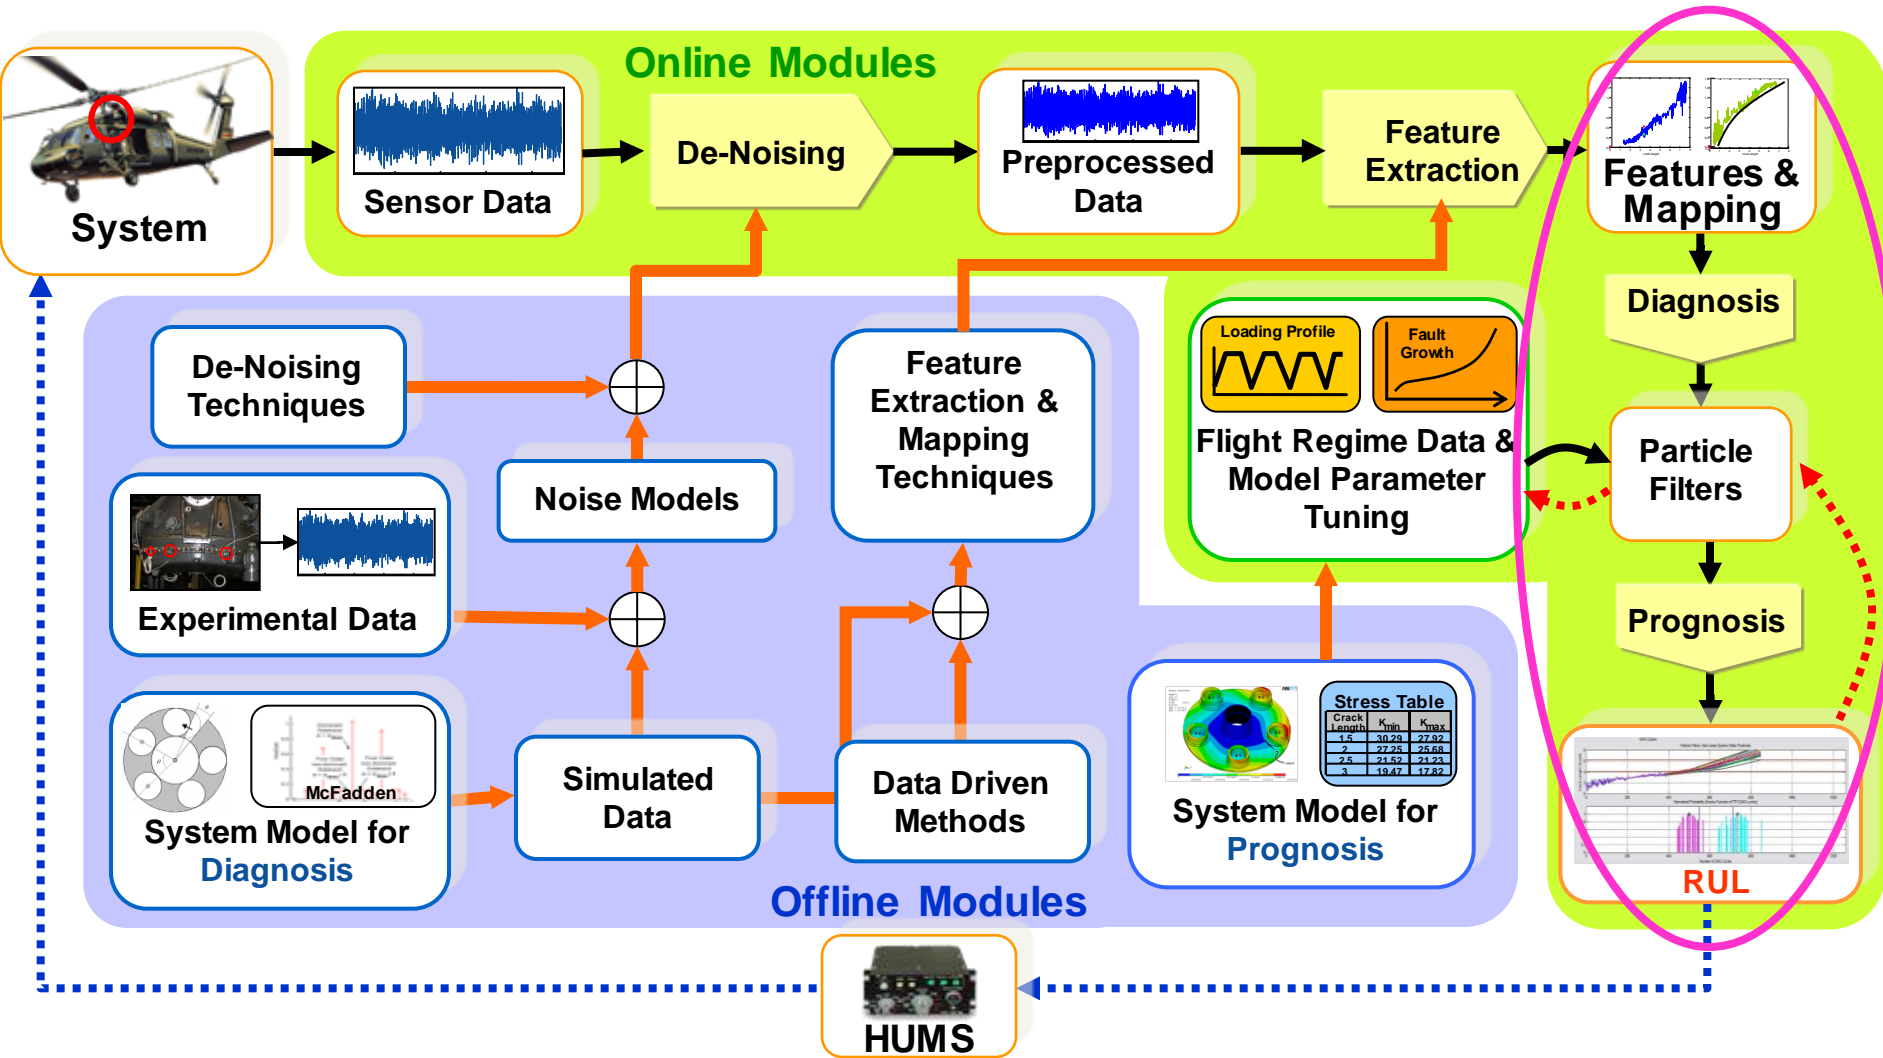 Online Modules
System
Sensor Data
De-Noising
Preprocessed
Data
Feature
Extraction
Features &
Mapping
Diagnosis
Particle
Filters
Prognosis
RUL
Loading Profile
Fault
Growth
Flight Regime Data &
Model Parameter
Tuning
De-Noising
Techniques
Noise Models
Feature
Extraction &
Mapping
Techniques
Experimental Data
McFadden
System Model for
Diagnosis
Simulated
Data
Data Driven
Methods
Stress Table
Crack Length Kmin Kmax
1.5 30.29 27.92
2 27.25 25.68
2.5 21.52 21.23
3 19.47 17.82
System Model for
Prognosis
Offline Modules
HUMS